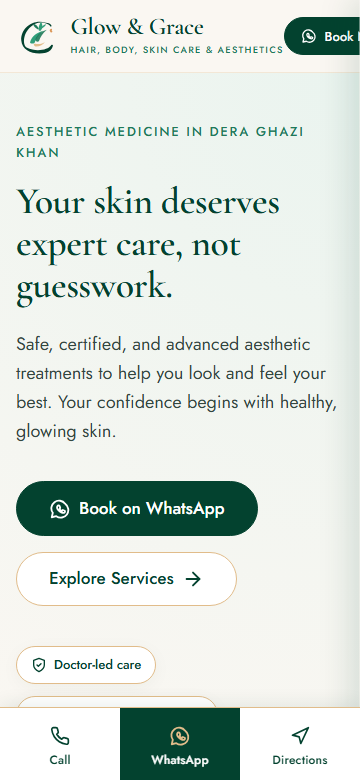 Glow & Grace
HAIR, BODY, SKIN CARE & AESTHETICS
Book
AESTHETIC MEDICINE IN DERA GHAZI
KHAN
Your skin deserves
expert care, not
guesswork.
Safe, certified, and advanced aesthetic
treatments to help you look and feel your
best. Your confidence begins with healthy,
glowing skin.
Book on WhatsApp
Explore Services
Doctor-led care
Call
WhatsApp
Directions